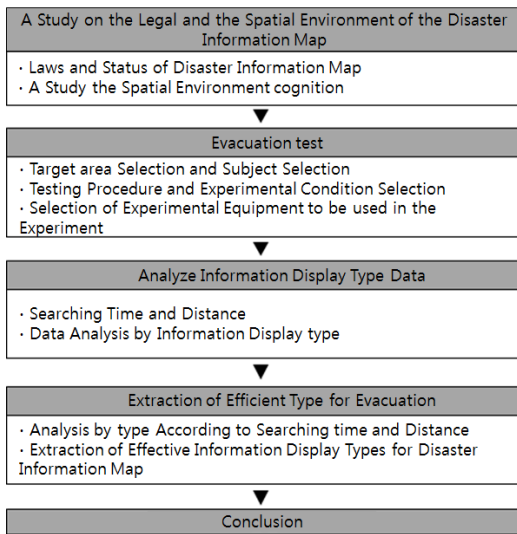 A Study on the Legal and the Spatial Environment of the Disaster
Information Map
· Laws and Status of Disaster Information Map
· A Study the Spatial Environment cognition
Evacuation test
· Target area Selection and Subject Selection
· Testing Procedure and Experimental Condition Selection
· Selection of Experimental Equipment to be used in the
Experiment
Analyze Information Display Type Data
· Searching Time and Distance
· Data Analysis by Information Display type
Extraction of Efficient Type for Evacuation
· Analysis by type According to Searching time and Distance
· Extraction of Effective Information Display Types for Disaster
Information Map
Conclusion